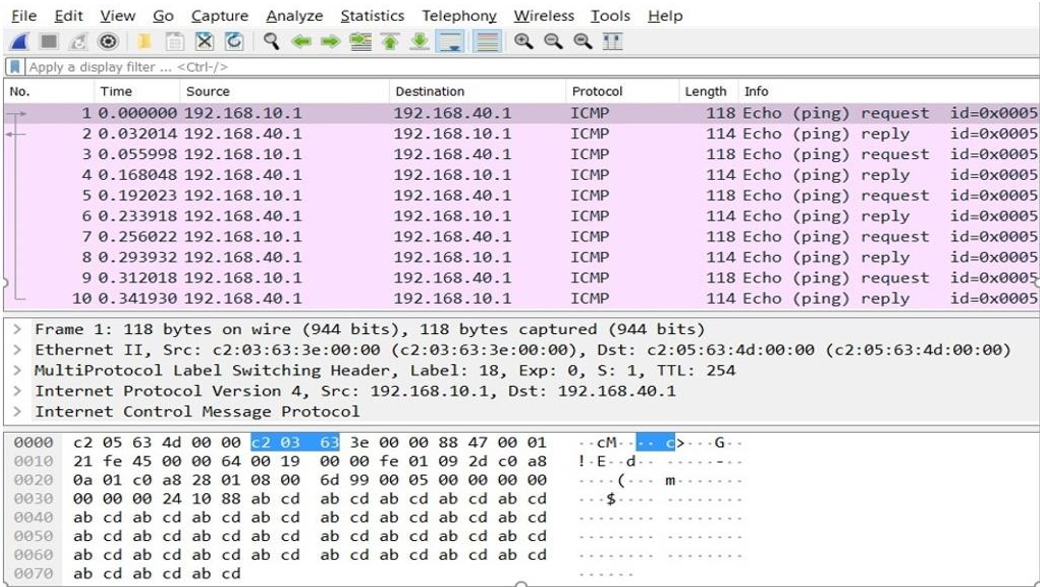 File Edit View Go Capture Analyze Statistics Telephony Wireless Tools Help
Apply a display filter ... <Ctrl-/>
No. Time Source Destination Protocol Length Info
1 0.000000 192.168.10.1 192.168.40.1 ICMP 118 Echo (ping) request id=0x0005
2 0.032014 192.168.40.1 192.168.10.1 ICMP 114 Echo (ping) reply id=0x0005
3 0.055998 192.168.10.1 192.168.40.1 ICMP 118 Echo (ping) request id=0x0005
4 0.168048 192.168.40.1 192.168.10.1 ICMP 114 Echo (ping) reply id=0x0005
5 0.192023 192.168.10.1 192.168.40.1 ICMP 118 Echo (ping) request id=0x0005
6 0.233918 192.168.40.1 192.168.10.1 ICMP 114 Echo (ping) reply id=0x0005
7 0.256022 192.168.10.1 192.168.40.1 ICMP 118 Echo (ping) request id=0x0005
8 0.293932 192.168.40.1 192.168.10.1 ICMP 114 Echo (ping) reply id=0x0005
9 0.312018 192.168.10.1 192.168.40.1 ICMP 118 Echo (ping) request id=0x0005
10 0.341930 192.168.40.1 192.168.10.1 ICMP 114 Echo (ping) reply id=0x0005
> Frame 1: 118 bytes on wire (944 bits), 118 bytes captured (944 bits)
> Ethernet II, Src: c2:03:63:3e:00:00 (c2:03:63:3e:00:00), Dst: c2:05:63:4d:00:00 (c2:05:63:4d:00:00)
> MultiProtocol Label Switching Header, Label: 18, Exp: 0, S: 1, TTL: 254
> Internet Protocol Version 4, Src: 192.168.10.1, Dst: 192.168.40.1
> Internet Control Message Protocol
0000 c2 05 63 4d 00 00 c2 03 63 3e 00 00 88 47 00 01 ··cM·· ·· c>···G··
0010 21 fe 45 00 00 64 00 19 00 00 fe 01 09 2d c0 a8 !·E··d·· ·····-··
0020 0a 01 c0 a8 28 01 08 00 6d 99 00 05 00 00 00 00 ····(··· m·······
0030 00 00 00 24 10 88 ab cd ab cd ab cd ab cd ab cd ···$···· ········
0040 ab cd ab cd ab cd ab cd ab cd ab cd ab cd ab cd ········ ········
0050 ab cd ab cd ab cd ab cd ab cd ab cd ab cd ab cd ········ ········
0060 ab cd ab cd ab cd ab cd ab cd ab cd ab cd ab cd ········ ········
0070 ab cd ab cd ab cd ······